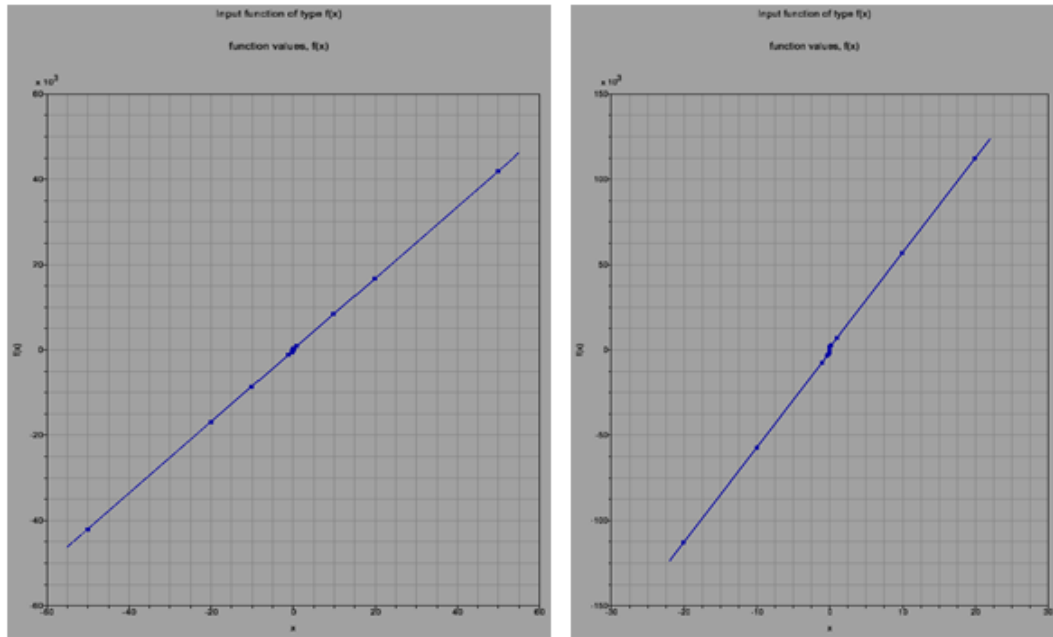 Input function of type f(x)
function values, f(x)
x 10³
60
40
20
0
-20
-40
-60
f(x)
-60
-20
0
20
40
60
x
Input function of type f(x)
function values, f(x)
x 10³
150
100
50
0
-50
-100
-150
f(x)
-30
-20
-10
0
10
20
30
x